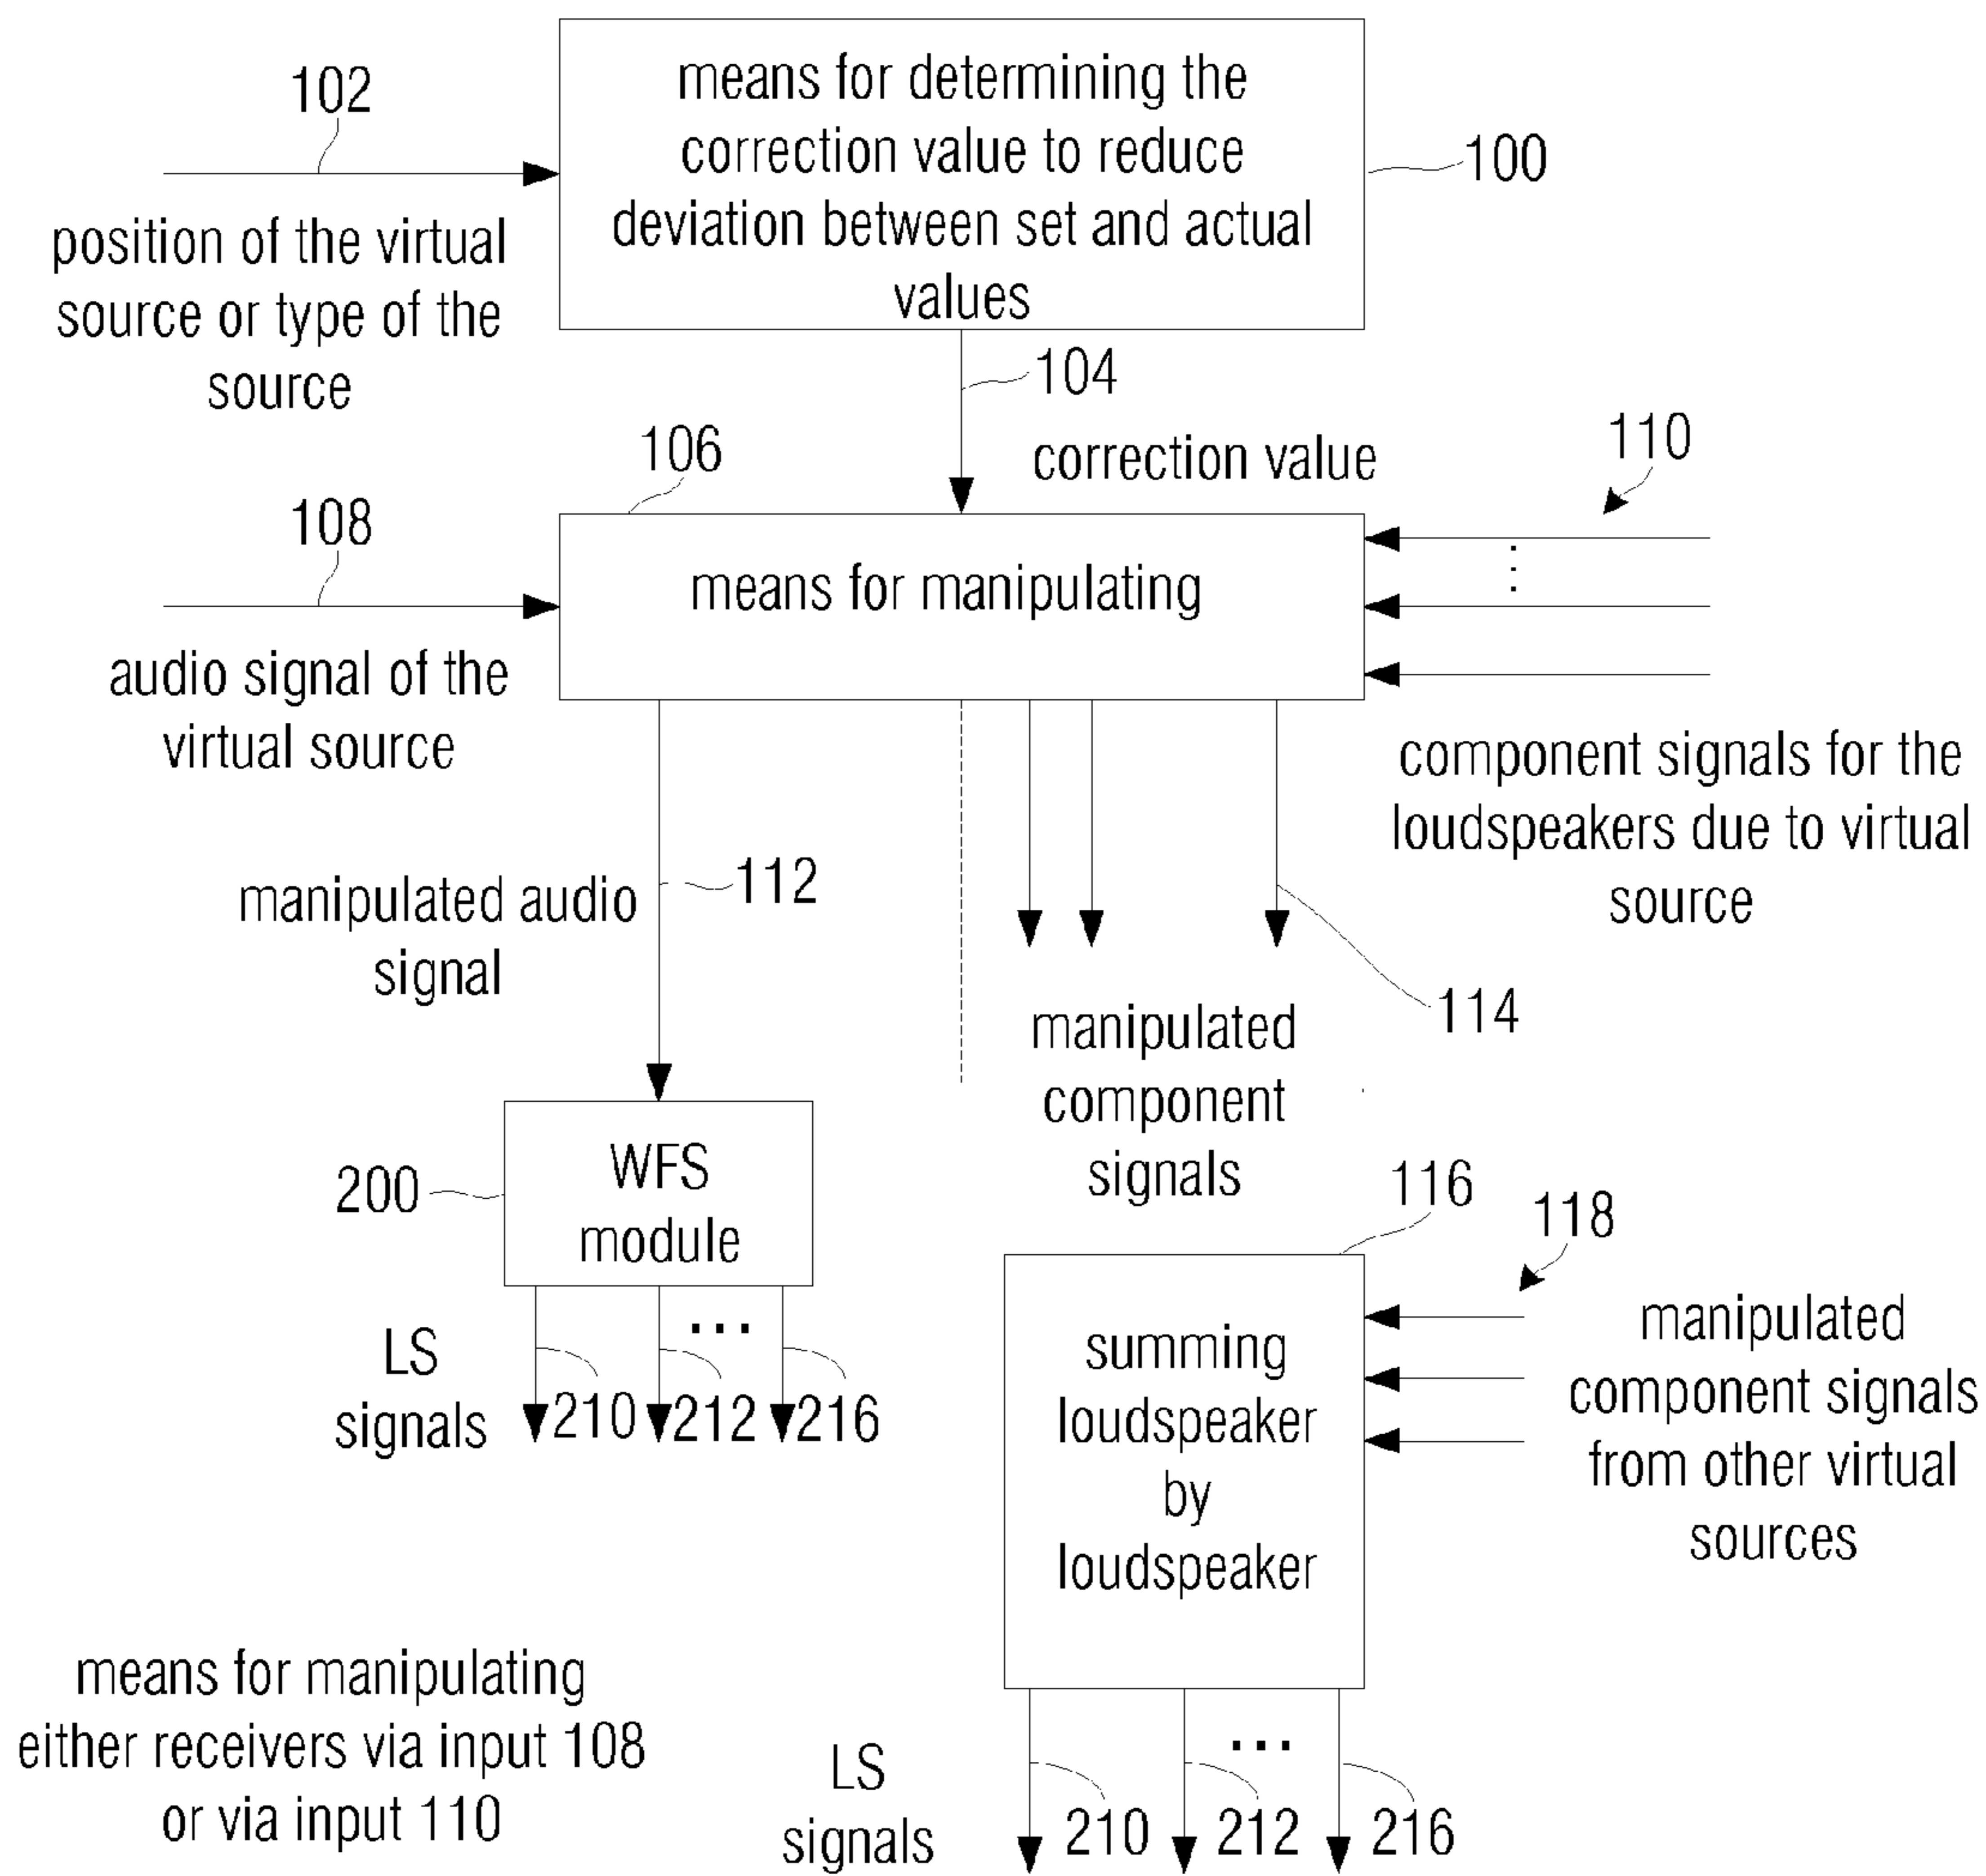 means for determining the
correction value to reduce
deviation between set and actual
values
102
100
position of the virtual
source or type of the
source
104
correction value
106
110
108
means for manipulating
audio signal of the
virtual source
component signals for the
loudspeakers due to virtual
source
112
manipulated audio
signal
114
manipulated
component
signals
WFS
module
200
116
118
LS
signals
210
212
...
216
summing
loudspeaker
by
loudspeaker
manipulated
component signals
from other virtual
sources
means for manipulating
either receivers via input 108
or via input 110
LS
signals
210
212
...
216